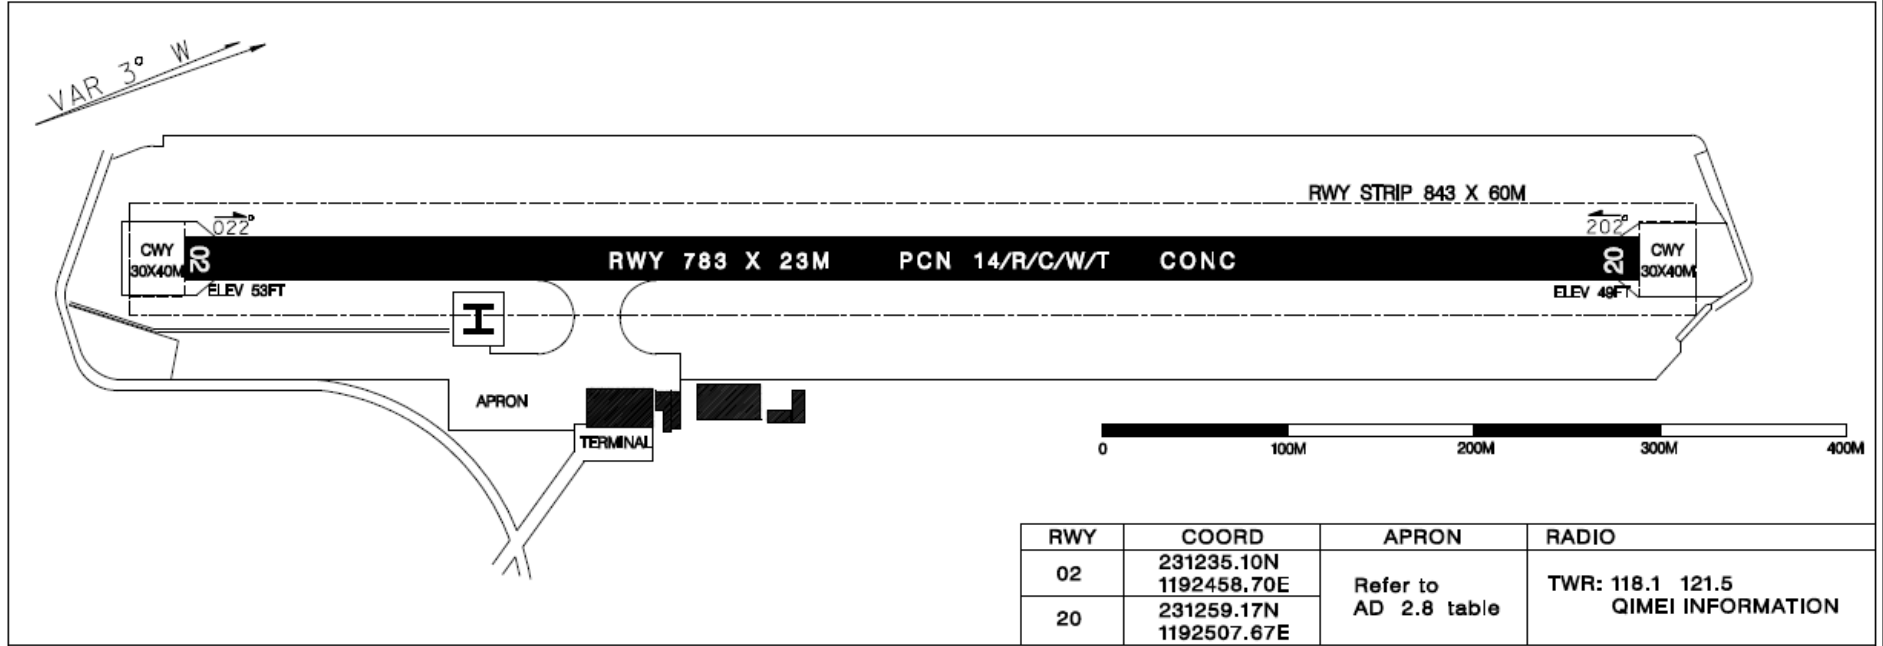 VAR 3° W
RWY STRIP 843 X 60M
022°
202°
CWY
30X40M
02
RWY 783 X 23M PCN 14/R/C/W/T CONC
20
CWY
30X40M
ELEV 53FT
ELEV 49FT
H
APRON
TERMINAL
0 100M 200M 300M 400M
RWY COORD APRON RADIO
02
231235.10N
1192458.70E
20
231259.17N
1192507.67E
Refer to
AD 2.8 table
TWR: 118.1 121.5
QIMEI INFORMATION